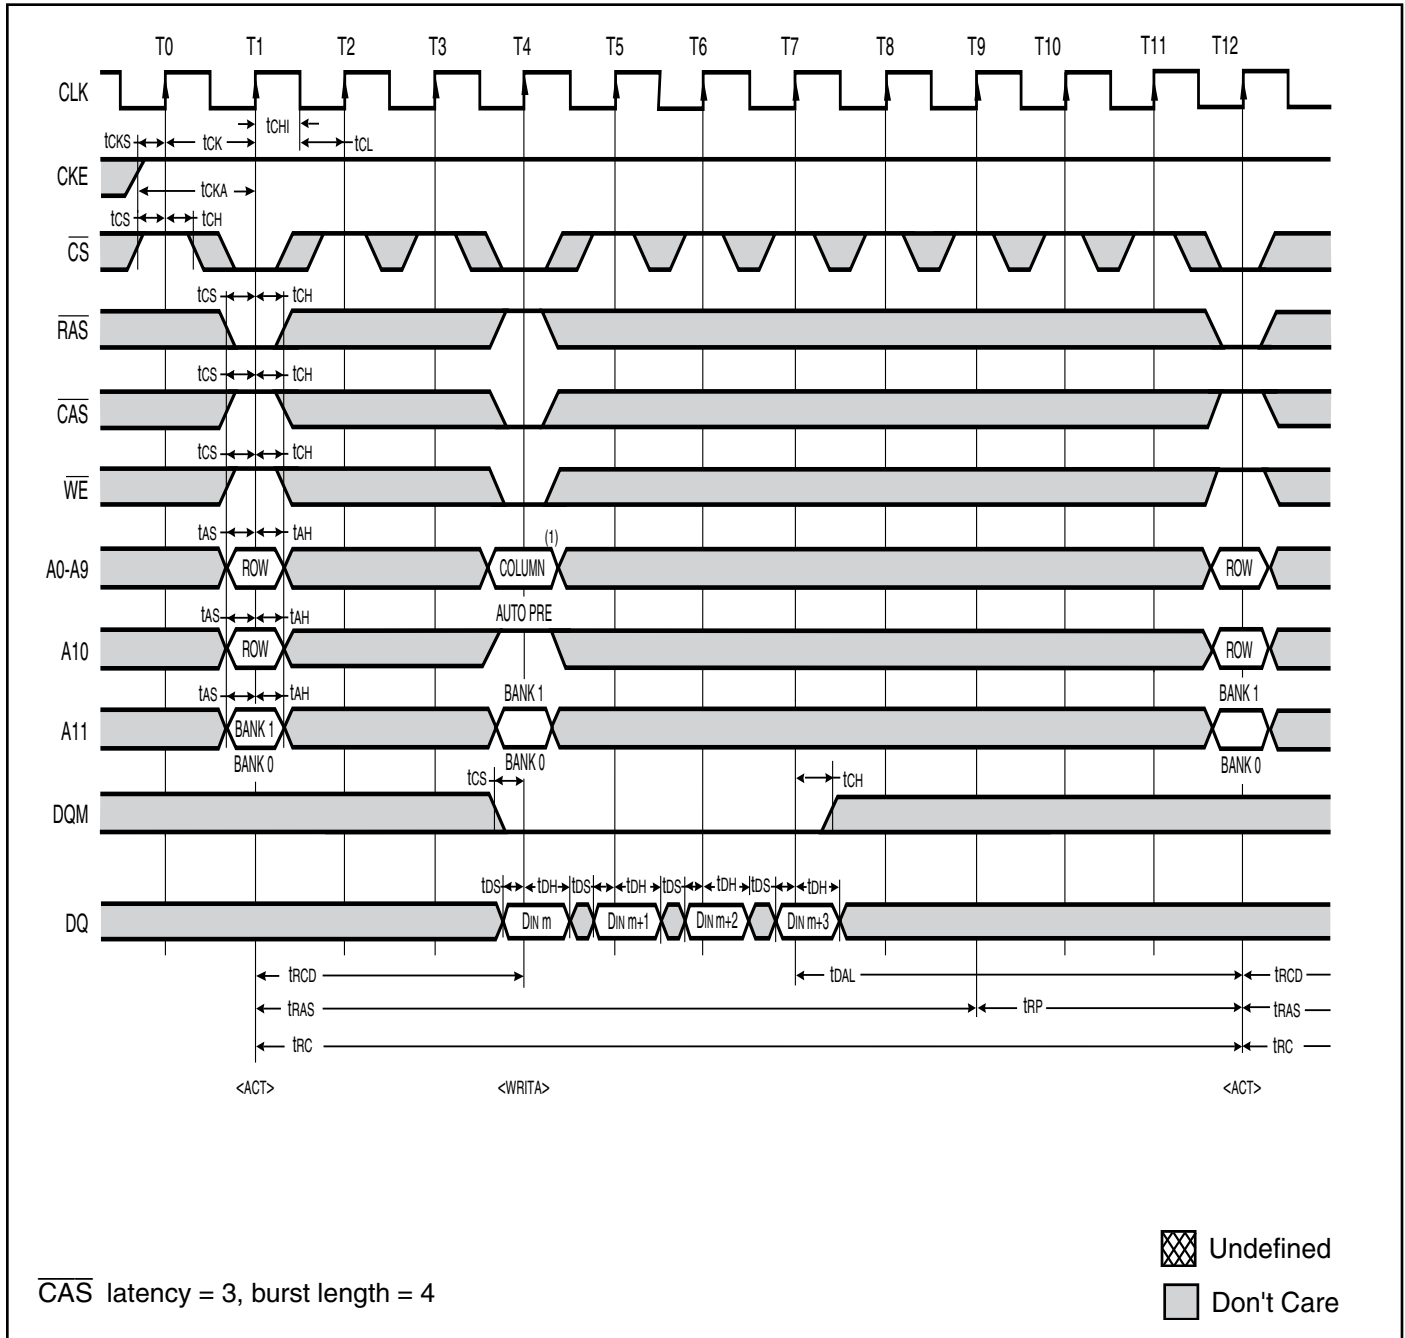 T0 T1 T2 T3 T4 T5 T6 T7 T8 T9 T10 T11 T12
CLK
tCHI
tCKS tCK tCL
CKE
tCKA
tCS tCH
CS
tCS tCH
RAS
tCS tCH
CAS
tCS tCH
WE
tAS tAH (1)
A0-A9 ROW COLUMN ROW
tAS tAH AUTO PRE
A10 ROW ROW
tAS tAH BANK 1 BANK 1
A11 BANK 1
BANK 0 BANK 0 BANK 0
tCS tCH
DQM
tDS tDH tDS tDH tDS tDH tDS tDH
DQ DIN m DIN m+1 DIN m+2 DIN m+3
tRCD tDAL tRCD
tRAS tRP tRAS
tRC tRC
<ACT> <WRITA> <ACT>
Undefined
CAS latency = 3, burst length = 4
Don't Care